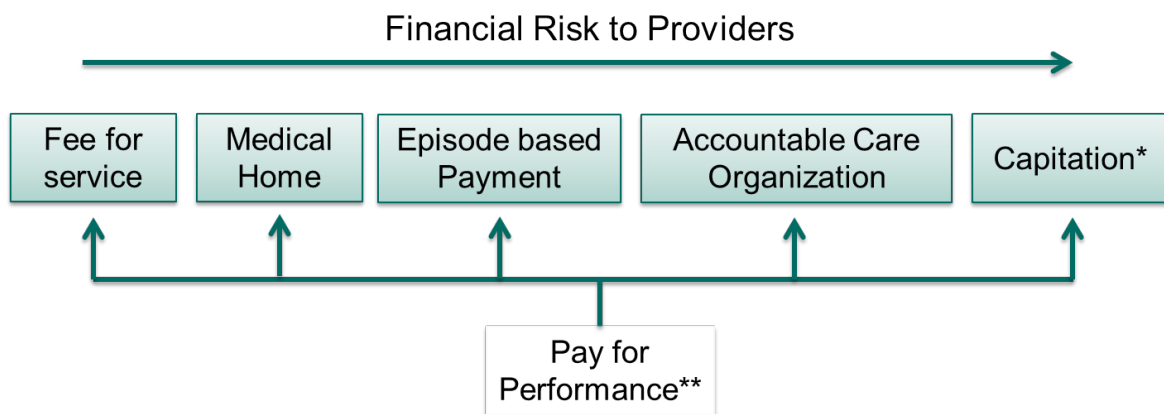 Financial Risk to Providers
Fee for
service
Medical
Home
Episode based
Payment
Accountable Care
Organization
Capitation*
Pay for
Performance**